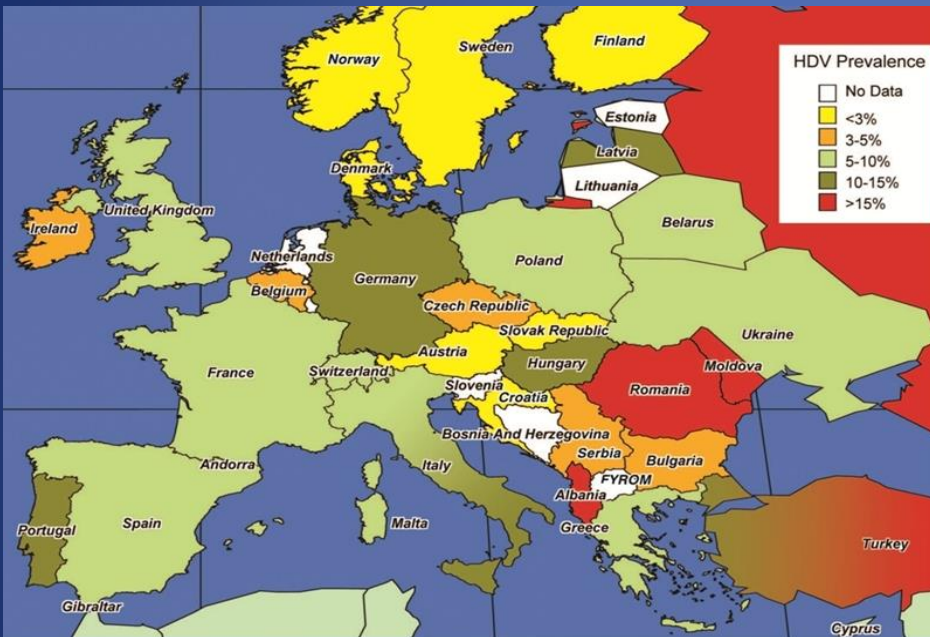 Norway
Sweden
Finland
HDV Prevalence
No Data
<3%
3-5%
5-10%
10-15%
>15%
Estonia
Latvia
Lithuania
Denmark
Ireland
United Kingdom
Netherlands
Belgium
Germany
Poland
Belarus
Czech Republic
Slovak Republic
Ukraine
Austria
Hungary
France
Switzerland
Slovenia
Croatia
Romania
Moldova
Bosnia And Herzegovina
Serbia
Bulgaria
Andorra
Italy
FYROM
Albania
Portugal
Spain
Malta
Greece
Turkey
Gibraltar
Cyprus